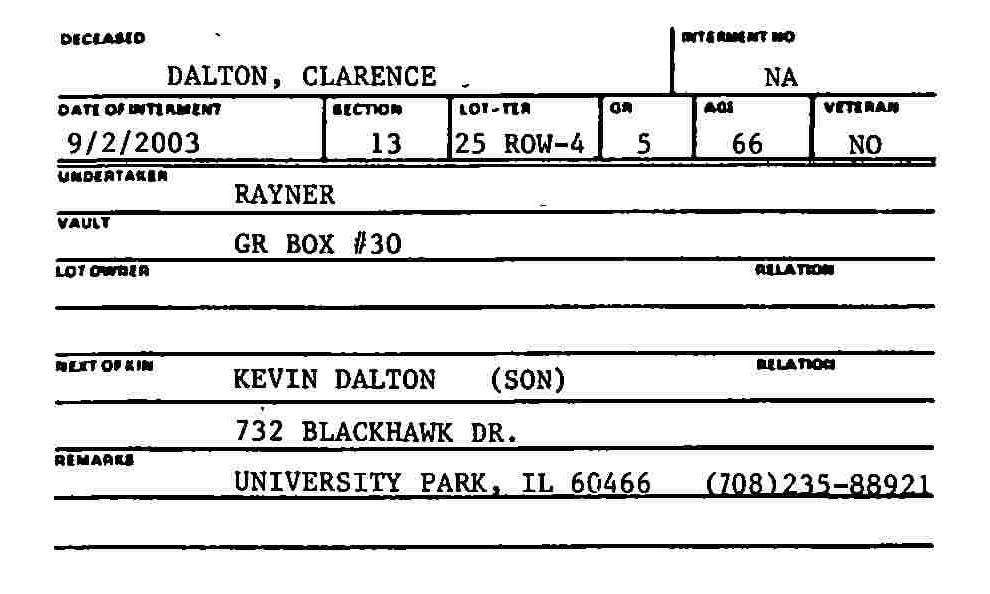 DECEASED INTERMENT NO
DALTON, CLARENCE NA
DATE OF INTERMENT SECTION LOT-TER GR AGE VETERAN
9/2/2003 13 25 ROW-4 5 66 NO
UNDERTAKER
RAYNER
VAULT
GR BOX #30
LOT OWNER RELATION
NEXT OF KIN RELATION
KEVIN DALTON (SON)
732 BLACKHAWK DR.
REMARKS
UNIVERSITY PARK, IL 60466 (708)235-88921